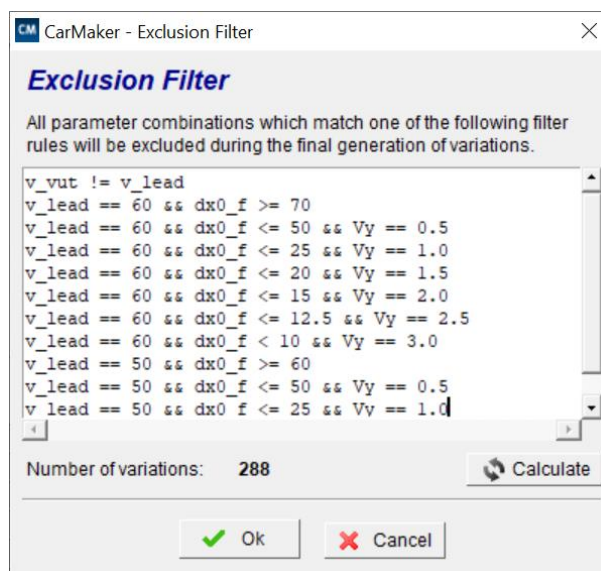 CM CarMaker - Exclusion Filter
Exclusion Filter
All parameter combinations which match one of the following filter
rules will be excluded during the final generation of variations.
v_vut != v_lead
v_lead == 60 && dx0_f >= 70
v_lead == 60 && dx0_f <= 50 && Vy == 0.5
v_lead == 60 && dx0_f <= 25 && Vy == 1.0
v_lead == 60 && dx0_f <= 20 && Vy == 1.5
v_lead == 60 && dx0_f <= 15 && Vy == 2.0
v_lead == 60 && dx0_f <= 12.5 && Vy == 2.5
v_lead == 60 && dx0_f < 10 && Vy == 3.0
v_lead == 50 && dx0_f >= 60
v_lead == 50 && dx0_f <= 50 && Vy == 0.5
v_lead == 50 && dx0_f <= 25 && Vy == 1.0
Number of variations: 288 Calculate
Ok Cancel